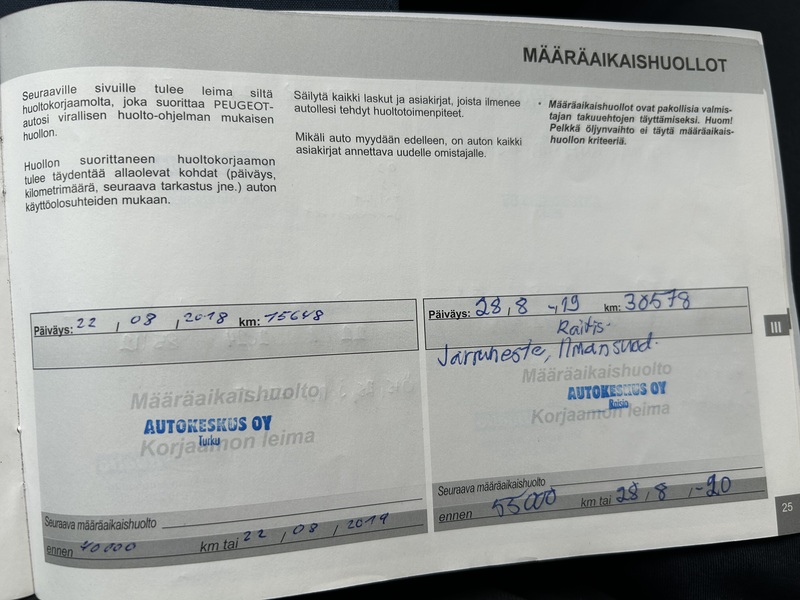 MÄÄRÄAIKAISHUOLLOT
Seuraaville sivuille tulee leima siltä
huoltokorjaamolta, joka suorittaa PEUGEOT-
autosi virallisen huolto-ohjelman mukaisen
huollon.
Huollon suorittaneen huoltokorjaamon
tulee täydentää allaolevat kohdat (päiväys,
kilometrimäärä, seuraava tarkastus jne.) auton
käyttöolosuhteiden mukaan.
Säilytä kaikki laskut ja asiakirjat, joista ilmenee
autollesi tehdyt huoltotoimenpiteet.
Mikäli auto myydään edelleen, on auton kaikki
asiakirjat annettava uudelle omistajalle.
• Määräaikaishuollot ovat pakollisia valmis-
tajan takuuehtojen täyttämiseksi. Huom!
Pelkkä öljynvaihto ei täytä määräaikais-
huollon kriteeriä.
Päiväys: 22 / 08 / 2018 km: 15648
Määräaikaishuolto
AUTOKESKUS OY
Turku
Korjaamon leima
Seuraava määräaikaishuolto
ennen 40000 km tai 22 / 08 / 2019
Päiväys: 28, 8 -, 19 km: 30578
Raitis-
Jarruneste, Ilmansuod.
Määräaikaishuolto
AUTOKESKUS OY
Raisio
Korjaamon leima
Seuraava määräaikaishuolto
ennen 55000 km tai 28, 8, -20
III
25